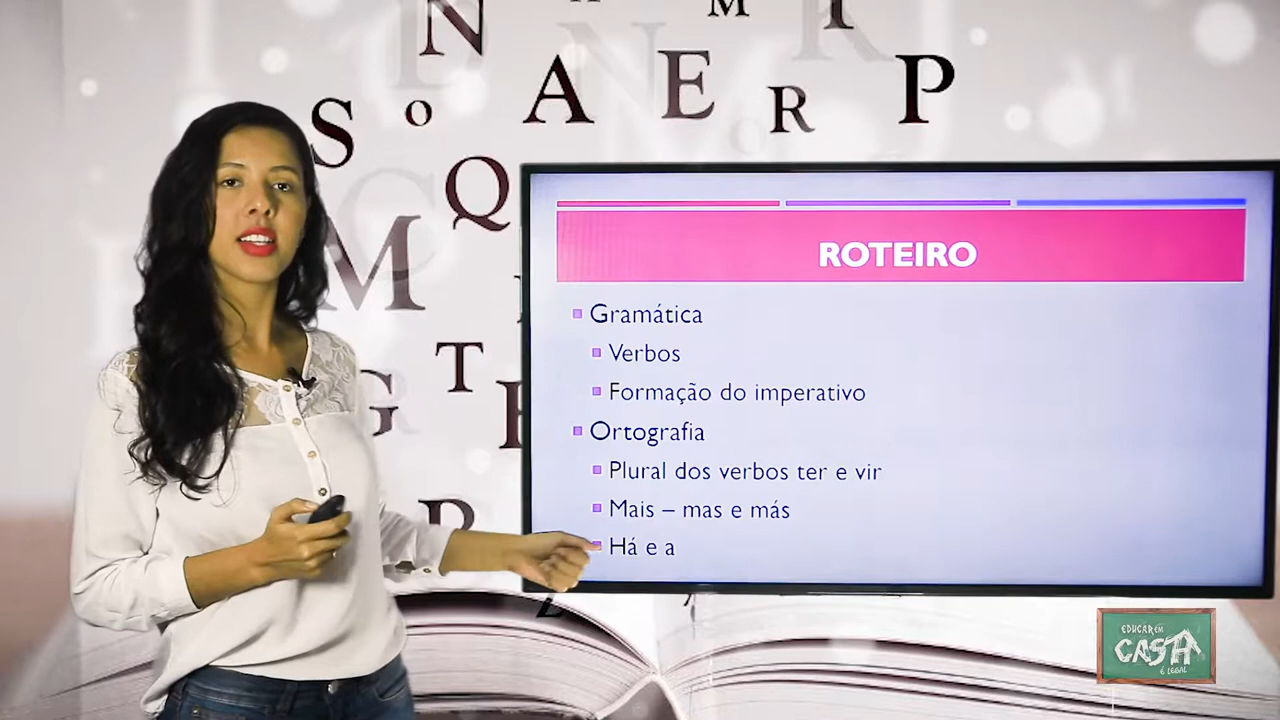 N M T
S O A E R P
Q
M
G T E
R
ROTEIRO
Gramática
Verbos
Formação do imperativo
Ortografia
Plural dos verbos ter e vir
Mais – mas e más
Há e a
EDUCAR EM
CASA
É LEGAL